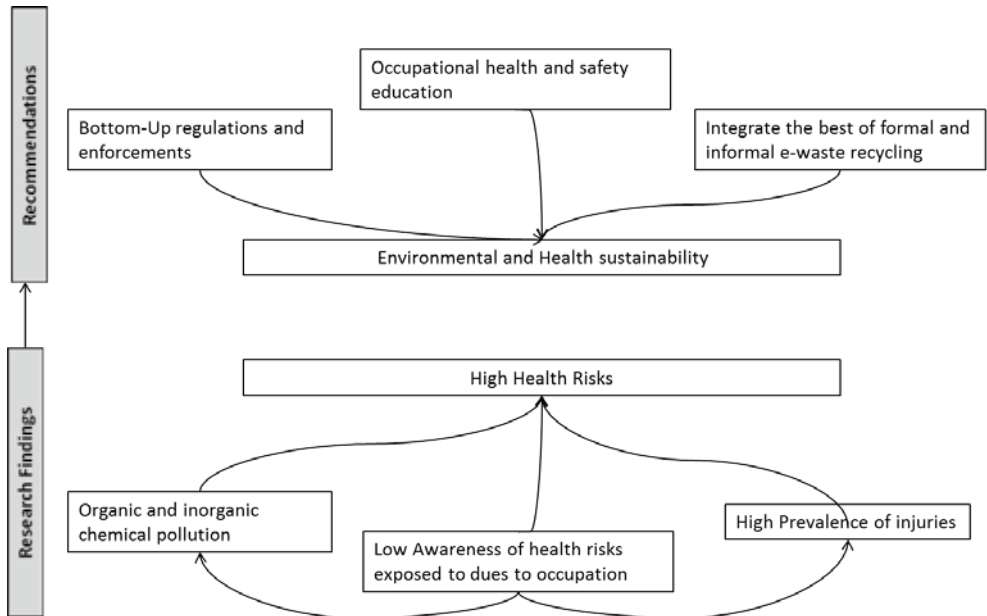 Recommendations
Occupational health and safety
education
Bottom-Up regulations and
enforcements
Integrate the best of formal and
informal e-waste recycling
Environmental and Health sustainability
Research Findings
High Health Risks
Organic and inorganic
chemical pollution
Low Awareness of health risks
exposed to dues to occupation
High Prevalence of injuries